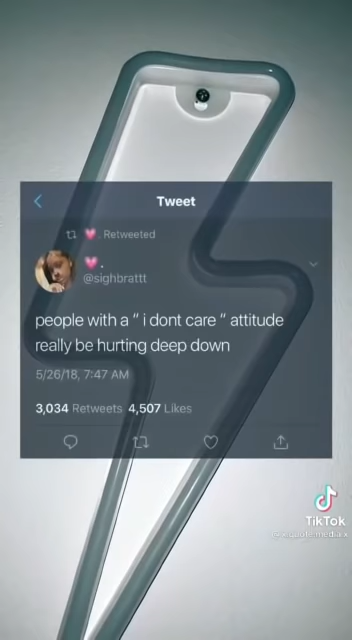 Tweet
Retweeted
@sighbrattt
people with a " i dont care " attitude
really be hurting deep down
5/26/18, 7:47 AM
3,034 Retweets 4,507 Likes
TikTok